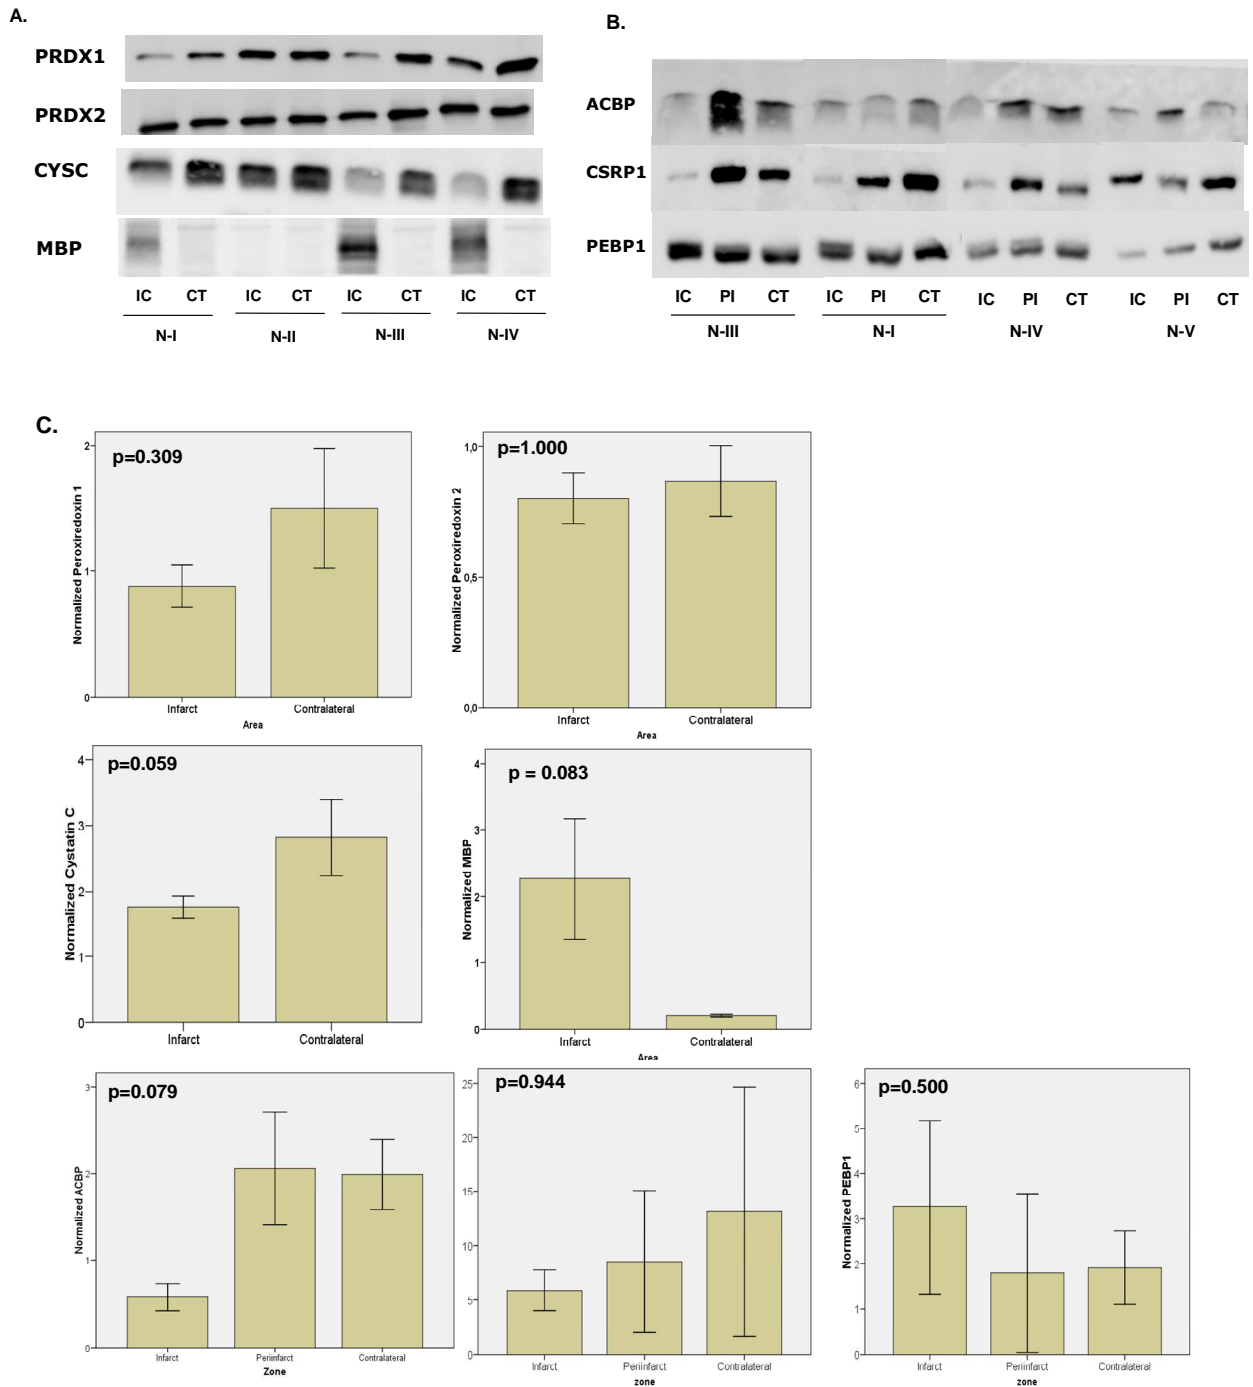 A.
PRDX1
PRDX2
CYSC
MBP
IC CT IC CT IC CT IC CT
N-I N-II N-III N-IV
B.
ACBP
CSRP1
PEBP1
IC PI CT IC PI CT IC PI CT IC PI CT
N-III N-I N-IV N-V
C.
p=0.309
Normalized Peroxiredoxin 1
2
1
0
Infarct Contralateral
Area
p=1.000
Normalized Peroxiredoxin 2
1,0
0,5
0,0
Infarct Contralateral
Area
p=0.059
Normalized Cystatin C
4
3
2
1
0
Infarct Contralateral
p = 0.083
Normalized MBP
4
3
2
1
0
Infarct Contralateral
Area
p=0.079
Normalized ACBP
3
2
1
0
Infarct Periinfarct Contralateral
Zone
p=0.944
25
20
15
10
5
0
Infarct Periinfarct Contralateral
zone
p=0.500
Normalized PEBP1
6
5
4
3
2
1
0
Infarct Periinfarct Contralateral
zone